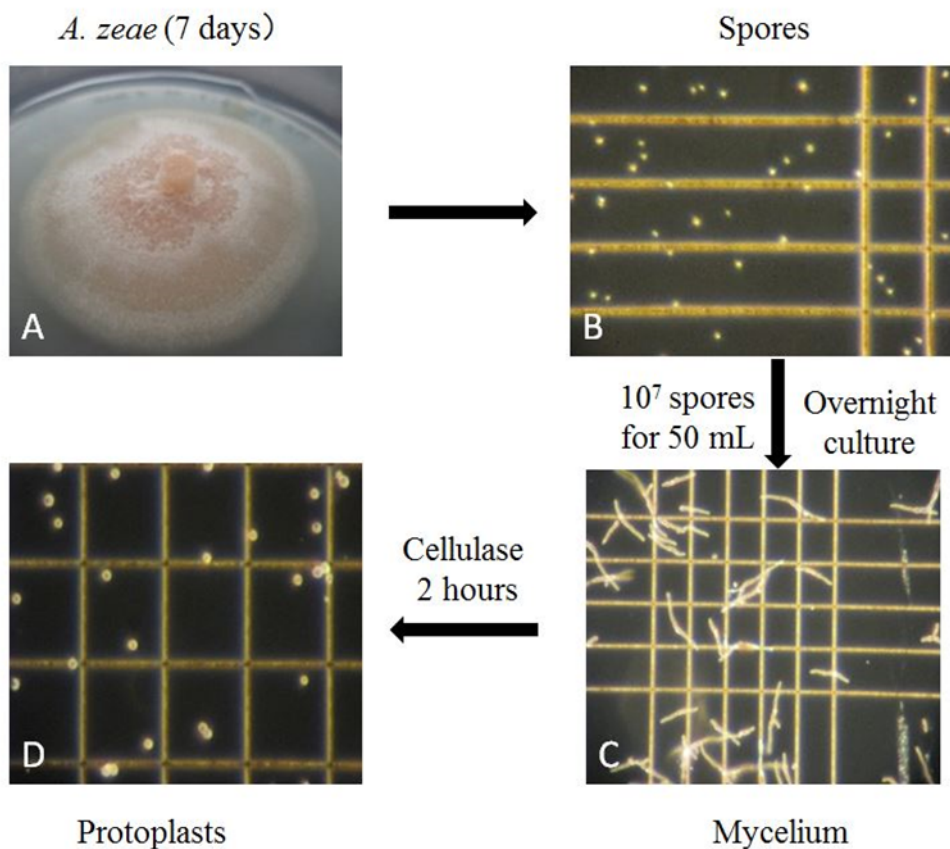 A. zeae (7 days)
Spores
A
B
10⁷ spores
for 50 mL
Overnight
culture
Cellulase
2 hours
D
C
Protoplasts
Mycelium